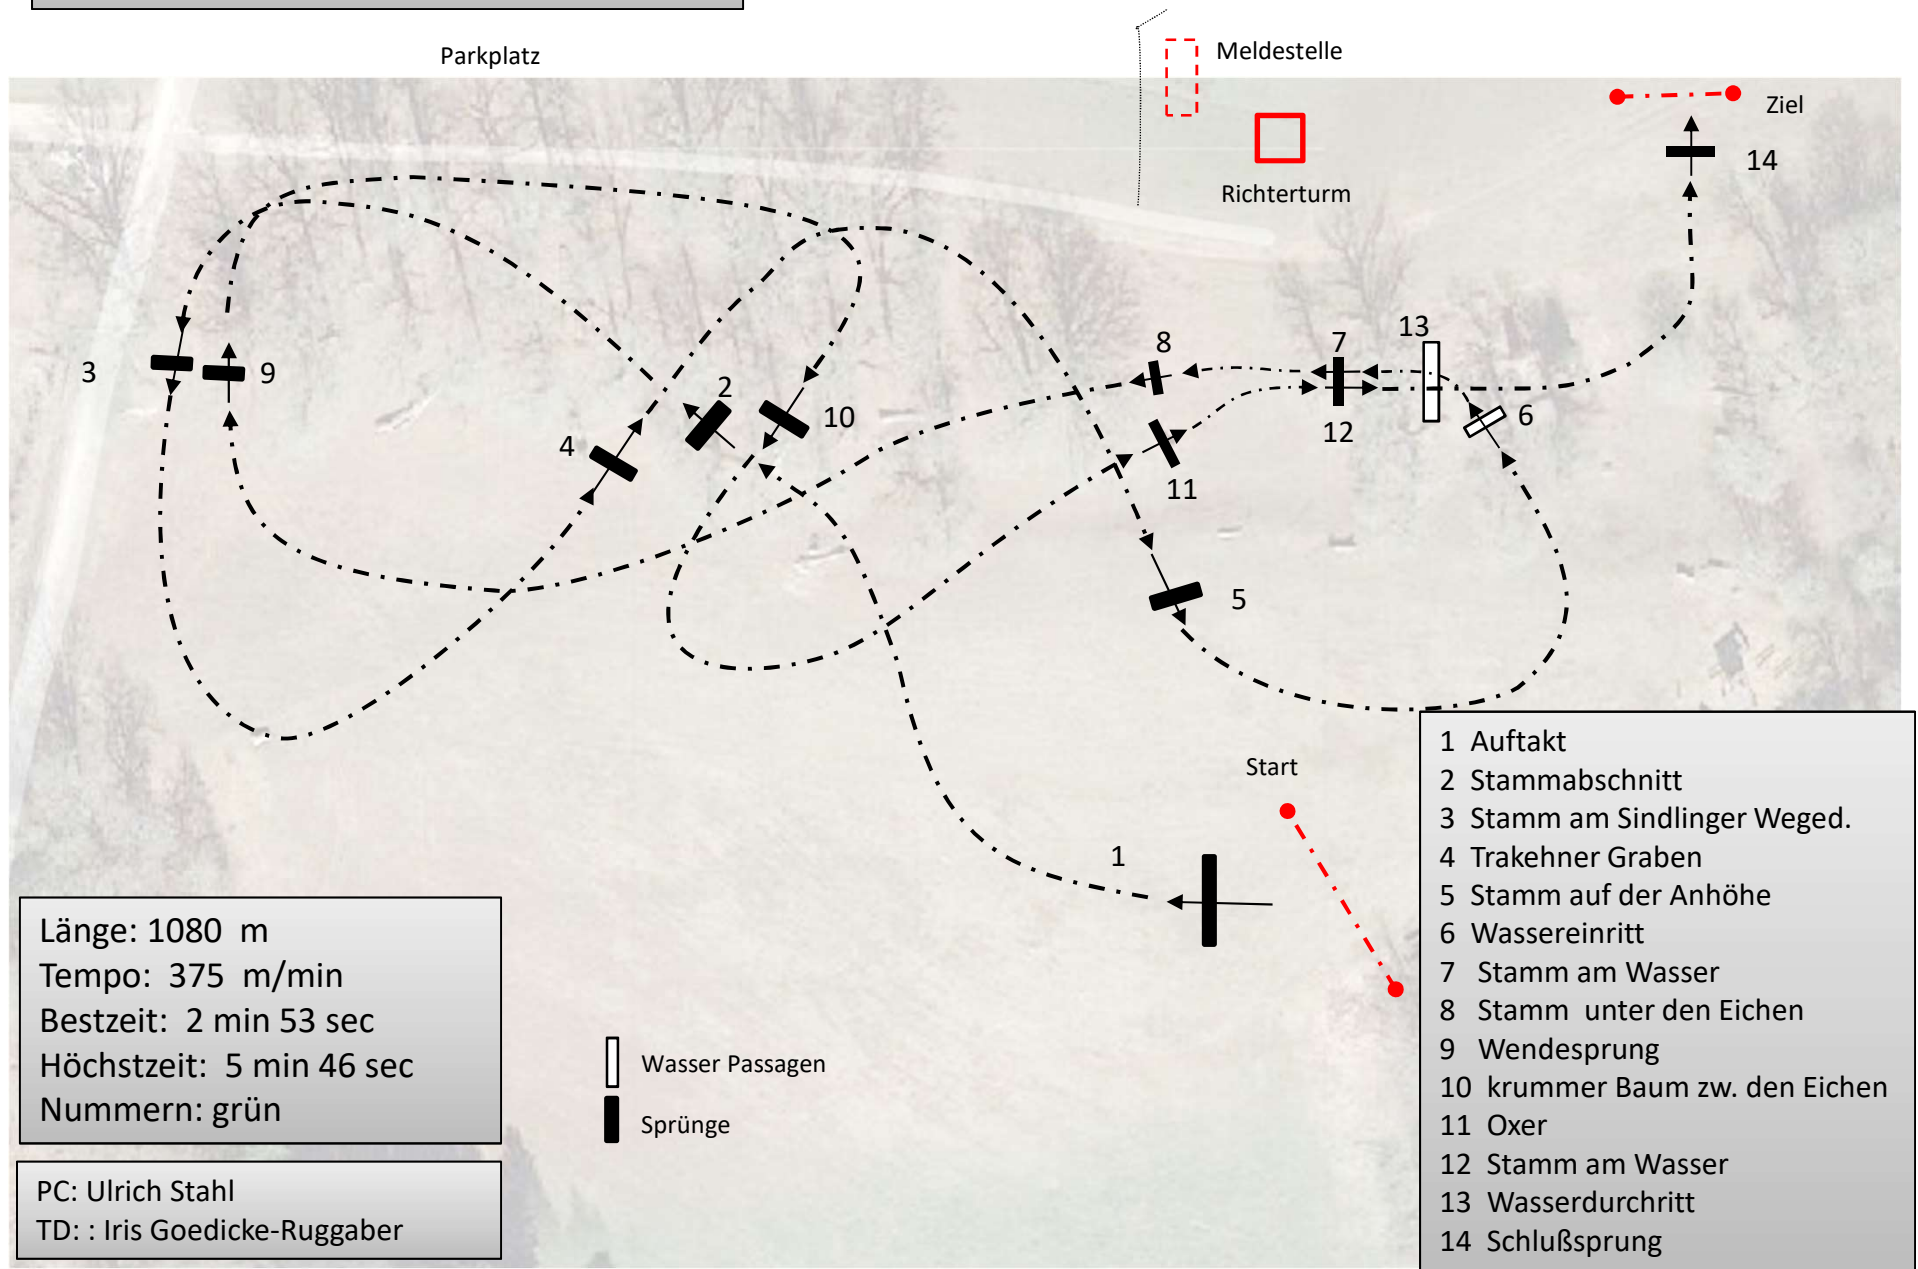 Parkplatz
Meldestelle
Ziel
14
Richterturm
3
9
2
10
4
8
7
13
6
12
11
5
Start
1
Länge: 1080 m
Tempo: 375 m/min
Bestzeit: 2 min 53 sec
Höchstzeit: 5 min 46 sec
Nummern: grün
PC: Ulrich Stahl
TD: : Iris Goedicke-Ruggaber
Wasser Passagen
Sprünge
1 Auftakt
2 Stammabschnitt
3 Stamm am Sindlinger Weged.
4 Trakehner Graben
5 Stamm auf der Anhöhe
6 Wassereinritt
7 Stamm am Wasser
8 Stamm unter den Eichen
9 Wendesprung
10 krummer Baum zw. den Eichen
11 Oxer
12 Stamm am Wasser
13 Wasserdurchritt
14 Schlußsprung